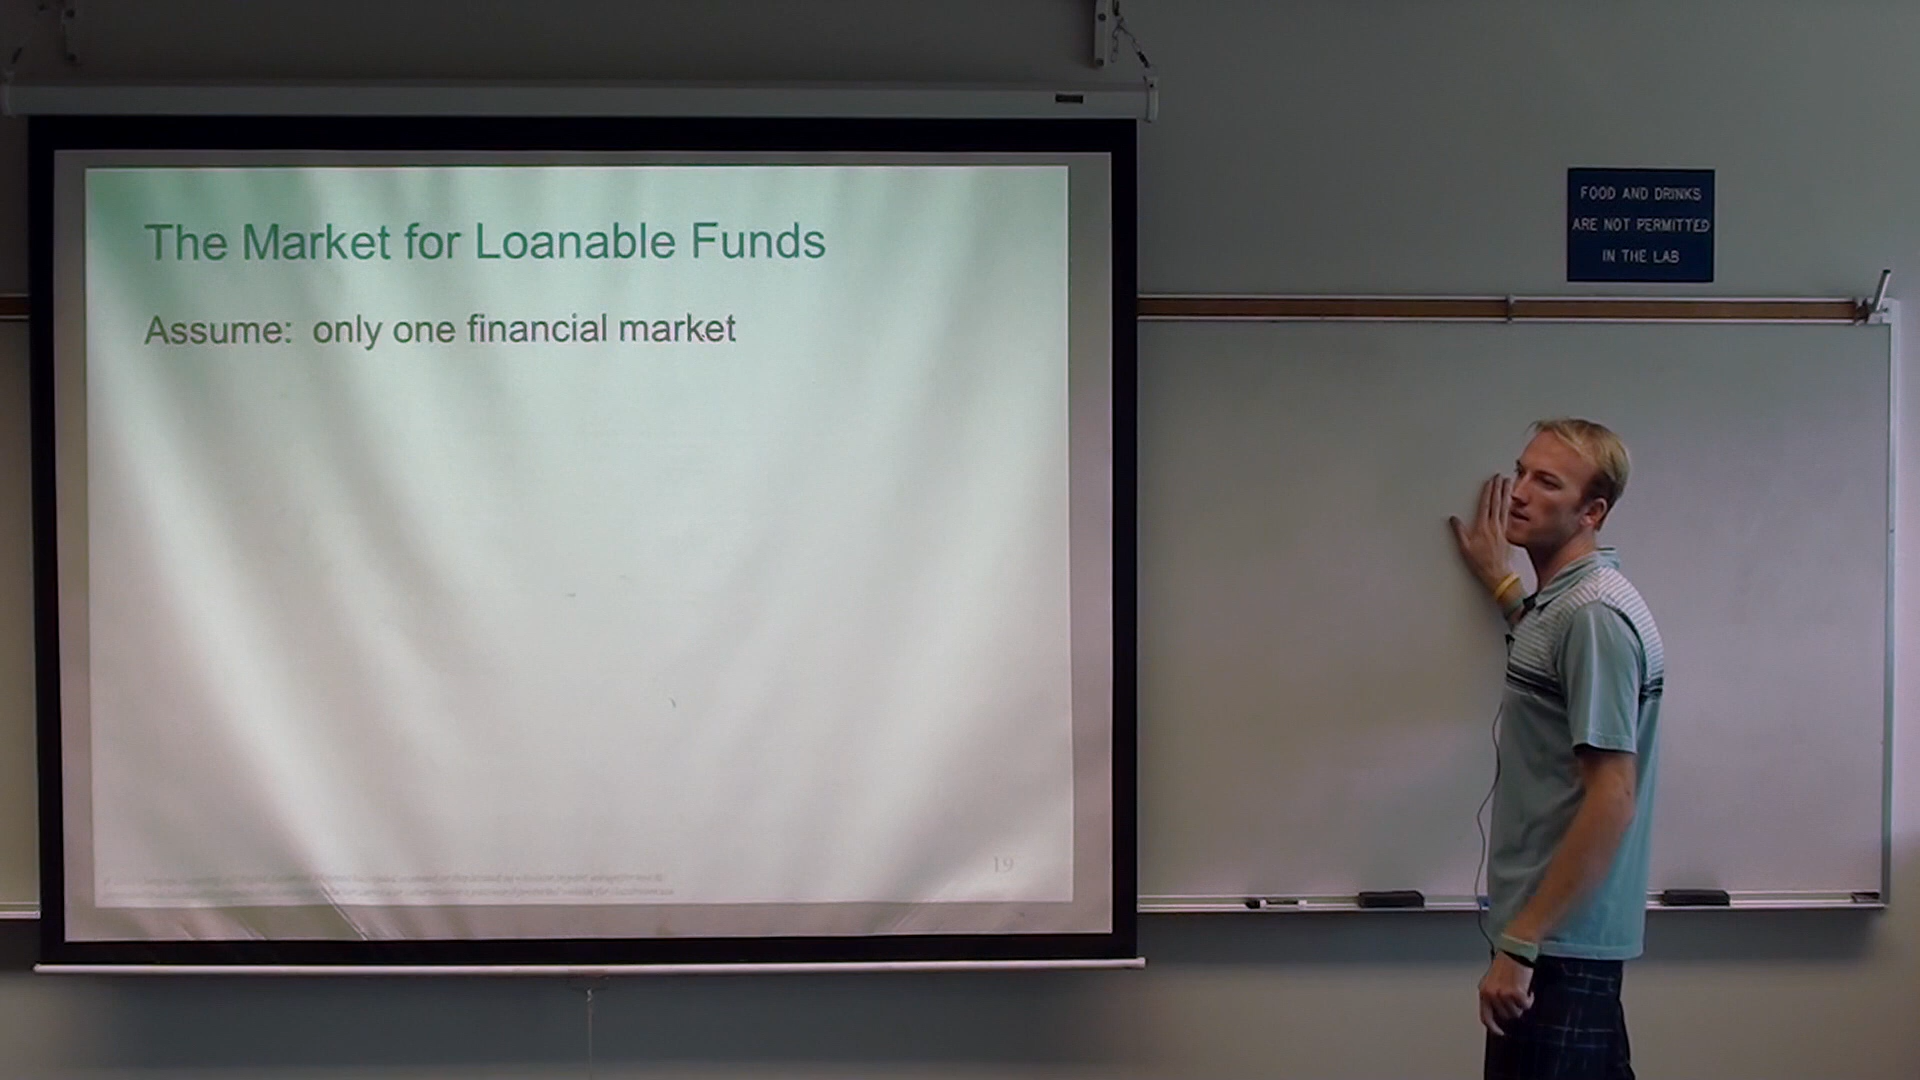 The Market for Loanable Funds
Assume: only one financial market
19
FOOD AND DRINKS
ARE NOT PERMITTED
IN THE LAB